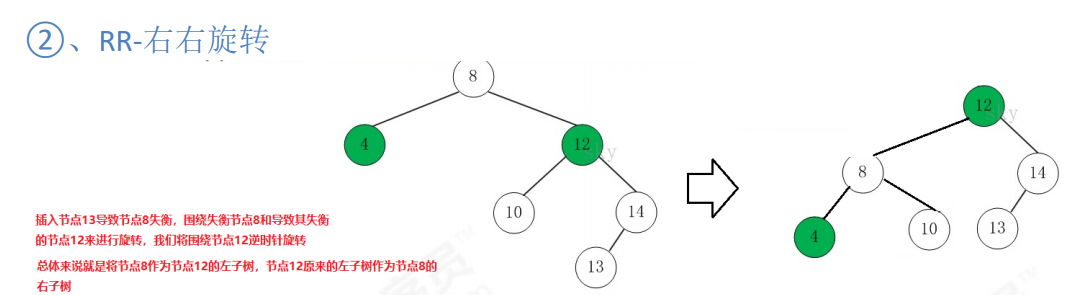 ②、RR-右右旋转
8
4
12
10
14
13
12
8
14
4
10
13
插入节点13导致节点8失衡，围绕失衡节点8和导致其失衡
的节点12来进行旋转，我们将围绕节点12逆时针旋转
总体来说就是将节点8作为节点12的左子树，节点12原来的左子树作为节点8的
右子树